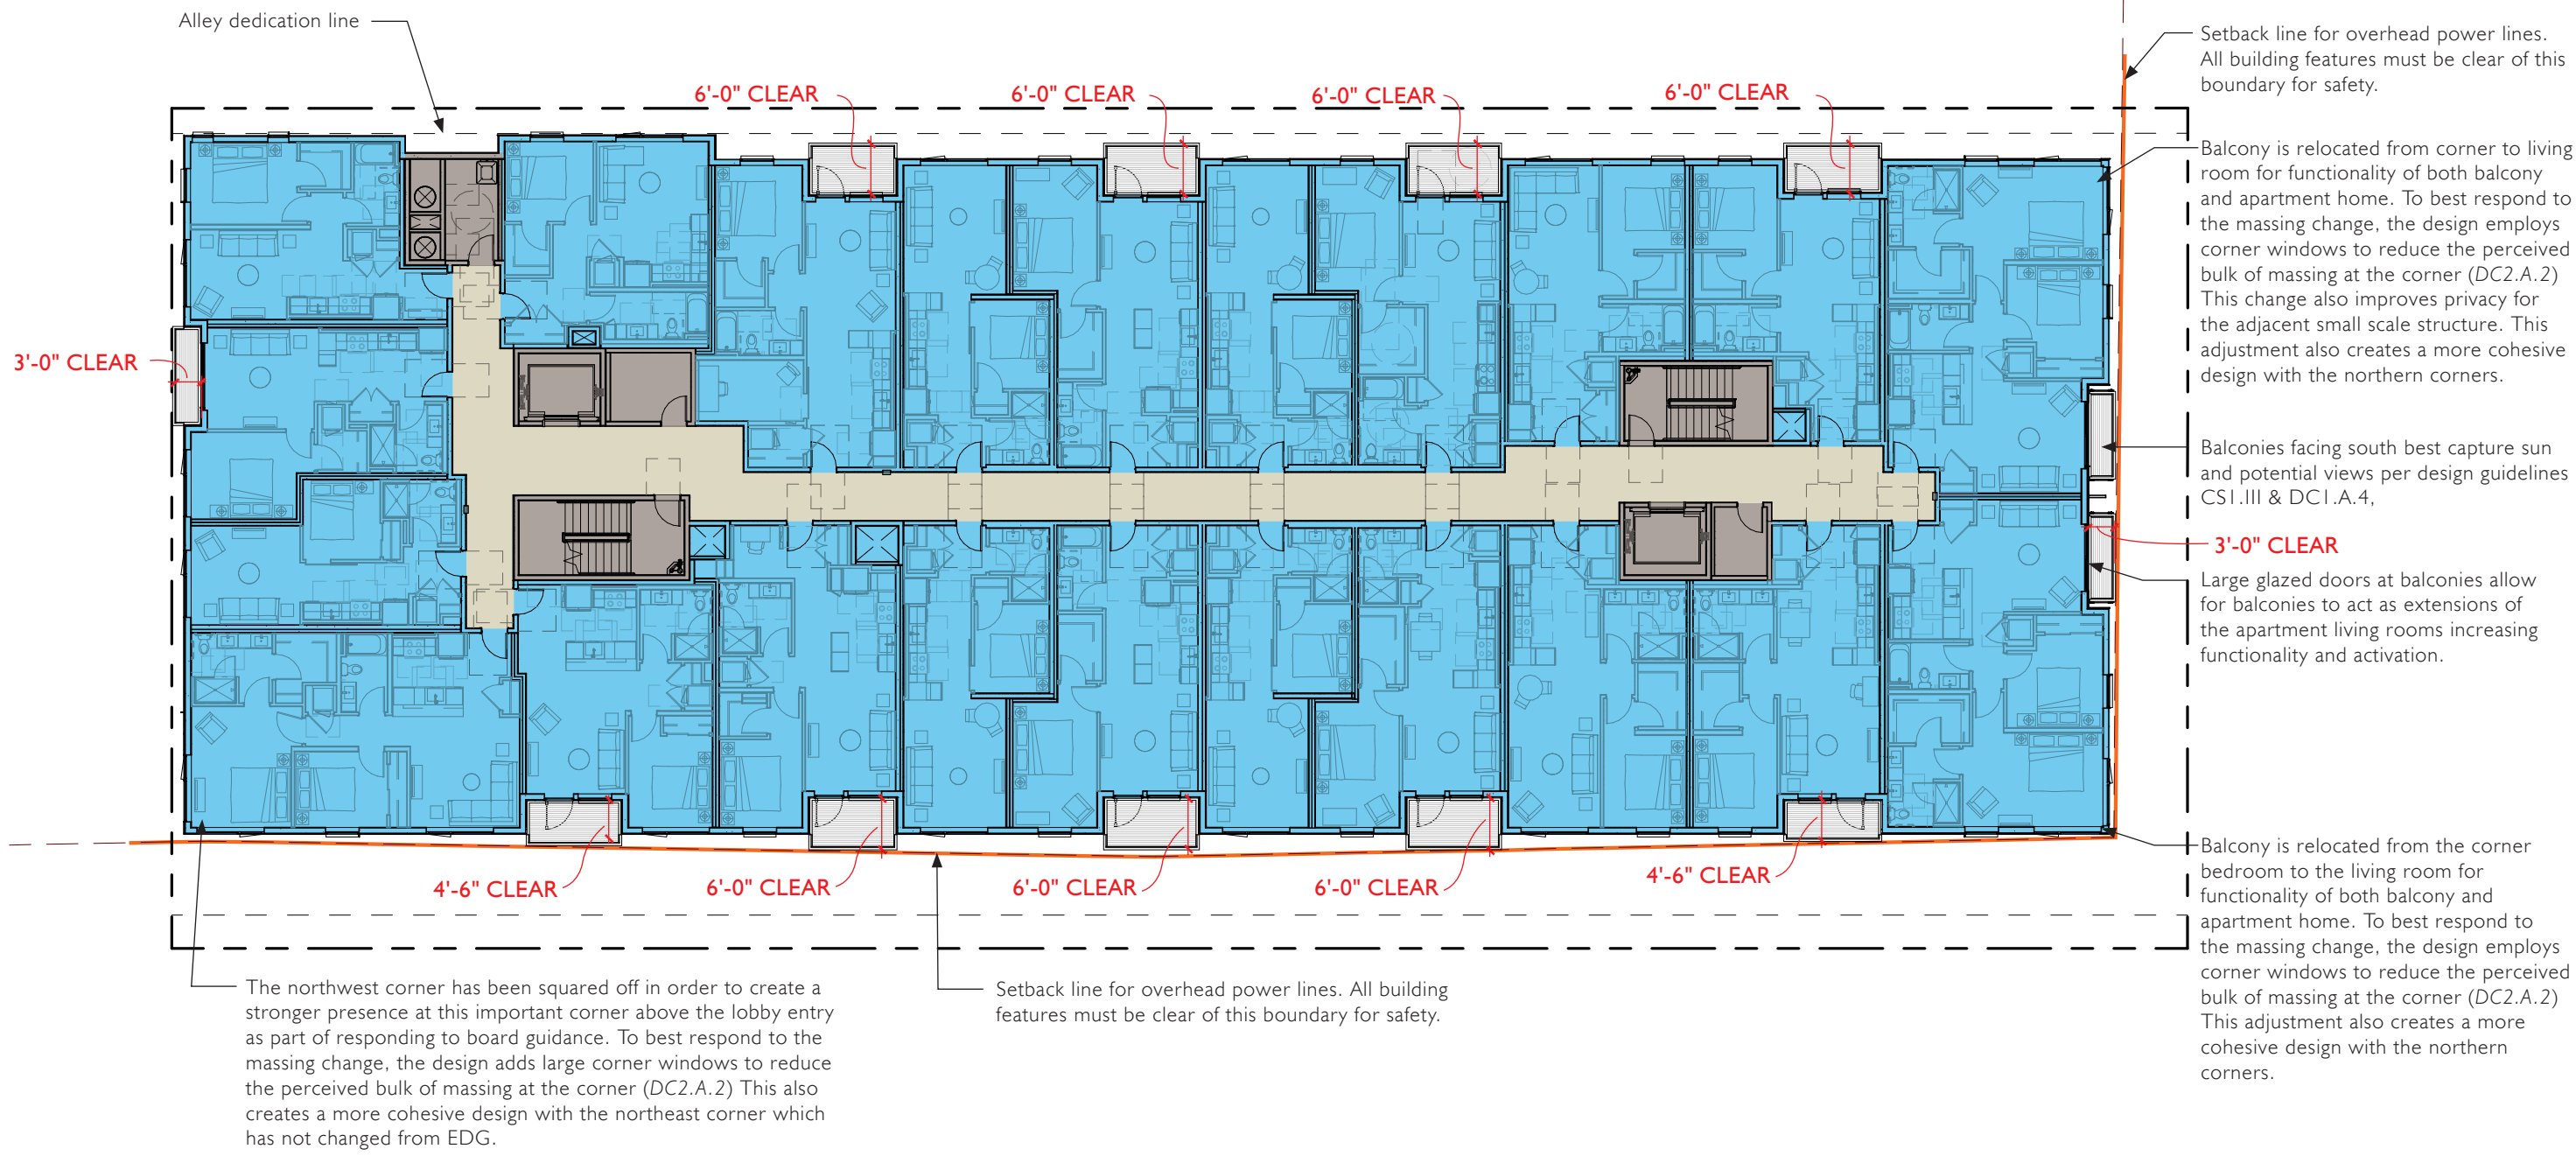 Alley dedication line
6'-0" CLEAR
6'-0" CLEAR
6'-0" CLEAR
6'-0" CLEAR
3'-0" CLEAR
Setback line for overhead power lines.
All building features must be clear of this
boundary for safety.
Balcony is relocated from corner to living
room for functionality of both balcony
and apartment home. To best respond to
the massing change, the design employs
corner windows to reduce the perceived
bulk of massing at the corner (DC2.A.2)
This change also improves privacy for
the adjacent small scale structure. This
adjustment also creates a more cohesive
design with the northern corners.
Balconies facing south best capture sun
and potential views per design guidelines
CS1.III & DC1.A.4,
3'-0" CLEAR
Large glazed doors at balconies allow
for balconies to act as extensions of
the apartment living rooms increasing
functionality and activation.
Balcony is relocated from the corner
bedroom to the living room for
functionality of both balcony and
apartment home. To best respond to
the massing change, the design employs
corner windows to reduce the perceived
bulk of massing at the corner (DC2.A.2)
This adjustment also creates a more
cohesive design with the northern
corners.
4'-6" CLEAR
6'-0" CLEAR
6'-0" CLEAR
6'-0" CLEAR
4'-6" CLEAR
The northwest corner has been squared off in order to create a
stronger presence at this important corner above the lobby entry
as part of responding to board guidance. To best respond to the
massing change, the design adds large corner windows to reduce
the perceived bulk of massing at the corner (DC2.A.2) This also
creates a more cohesive design with the northeast corner which
has not changed from EDG.
Setback line for overhead power lines. All building
features must be clear of this boundary for safety.